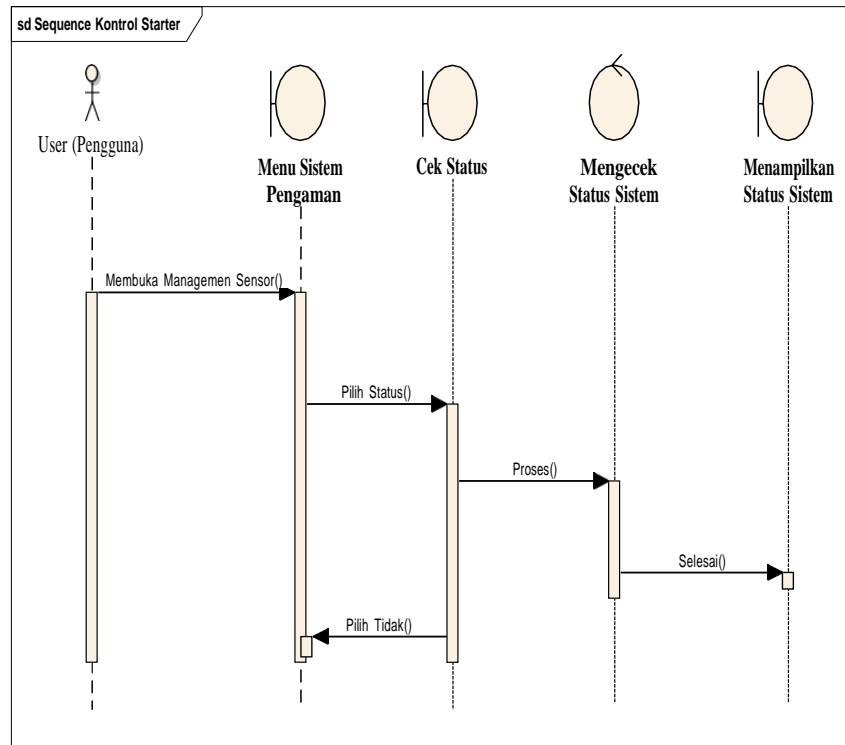 sd Sequence Kontrol Starter
User (Pengguna)
Menu Sistem
Pengaman
Cek Status
Mengecek
Status Sistem
Menampilkan
Status Sistem
Membuka Managemen Sensor()
Pilih Status()
Proses()
Selesai()
Pilih Tidak()